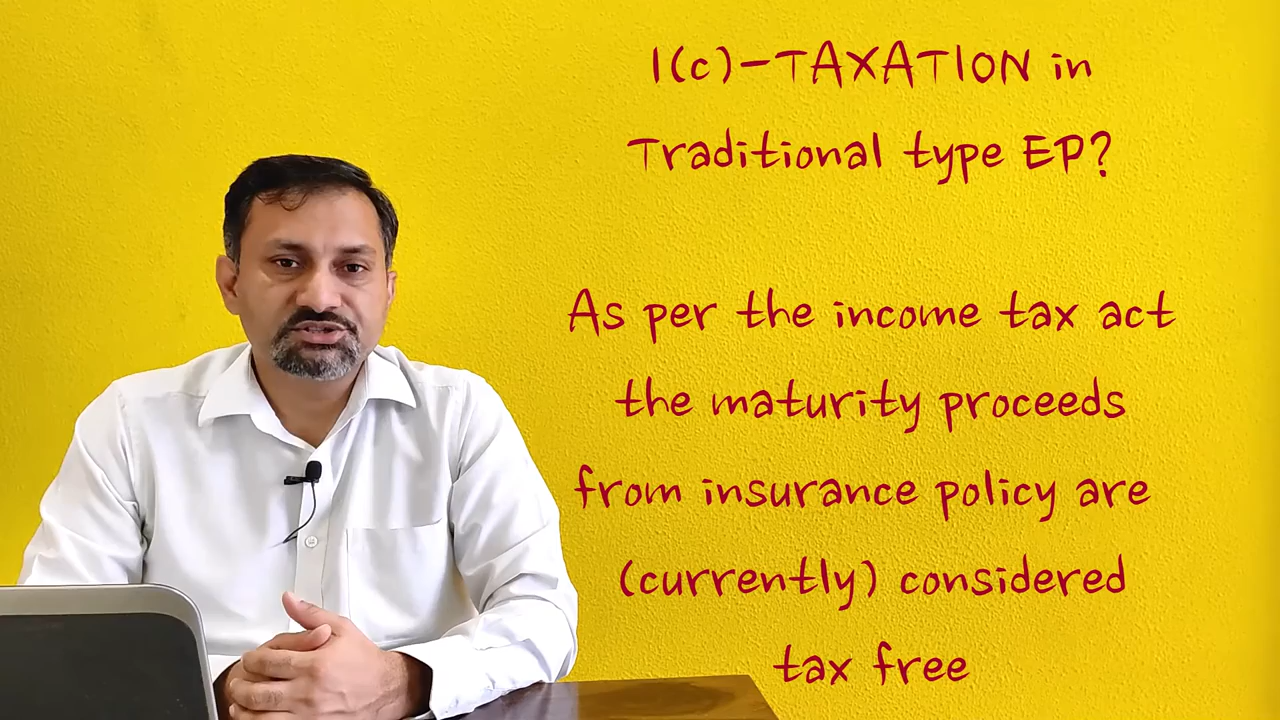 1(c)-TAXATION in
Traditional type EP?
As per the income tax act
the maturity proceeds
from insurance policy are
(currently) considered
tax free